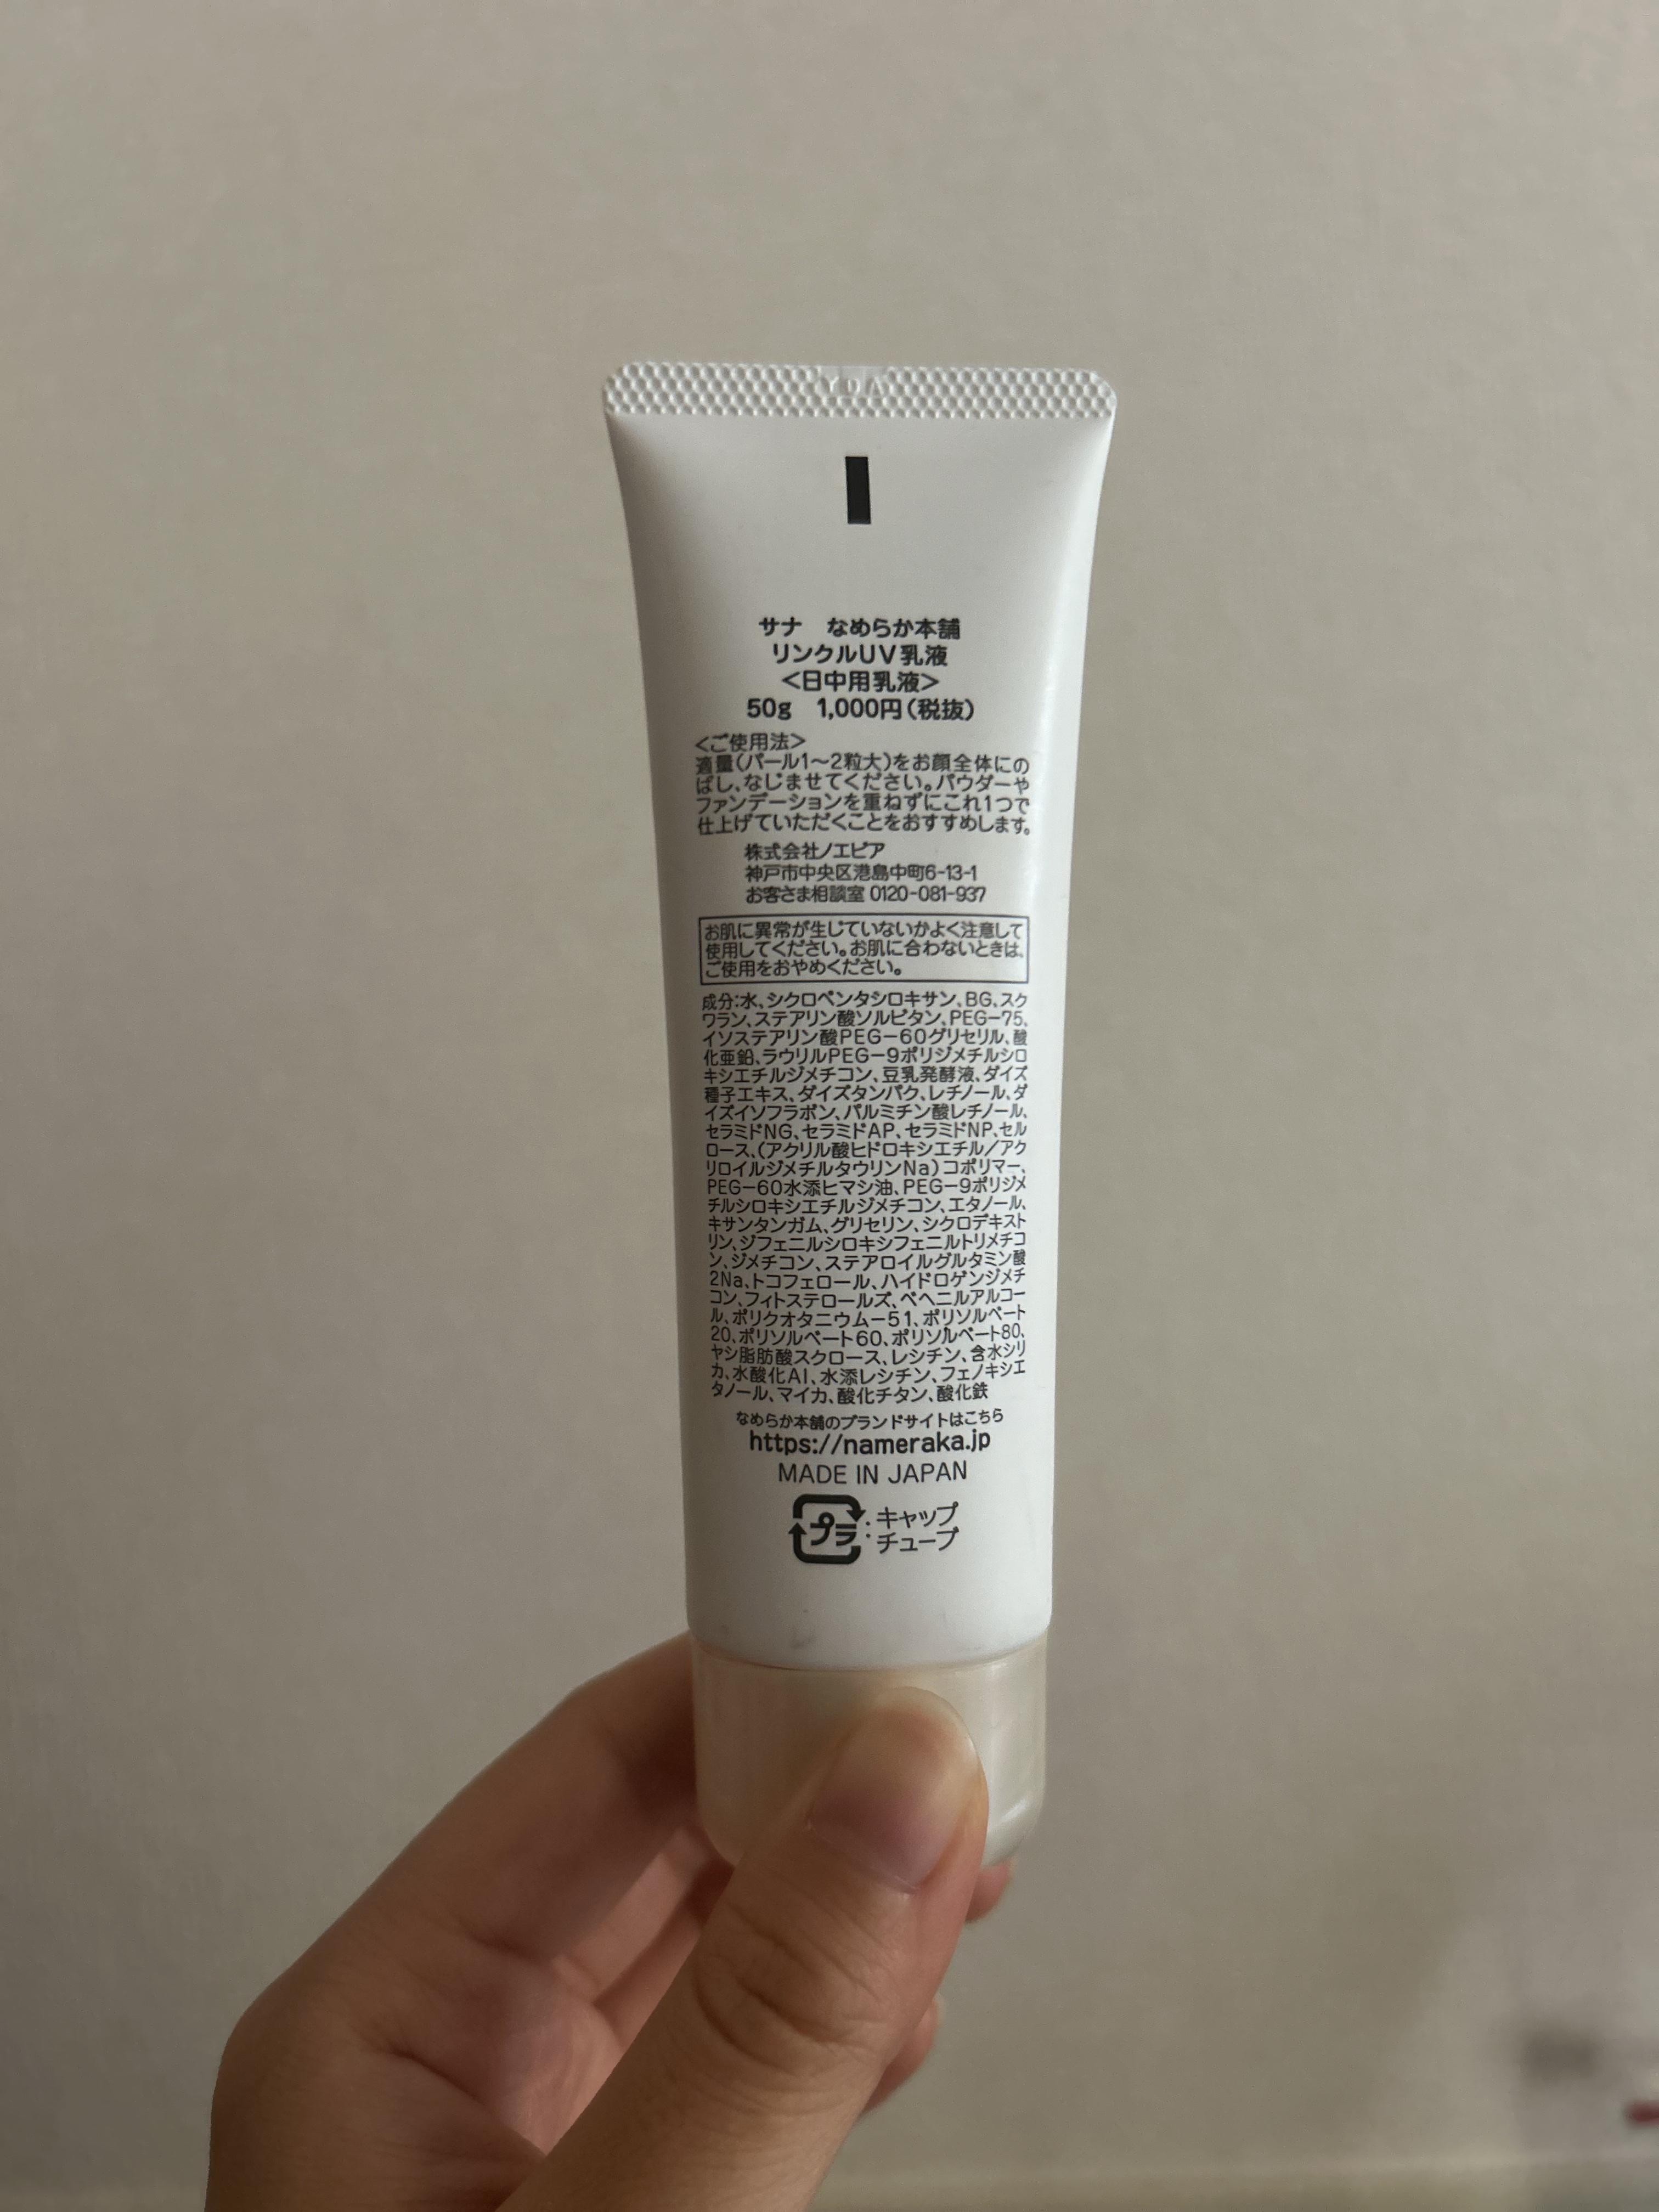 YDA
サナ なめらか本舗
リンクルUV乳液
＜日中用乳液＞
50g 1,000円(税抜)
＜ご使用法＞
適量(パール1〜2粒大)をお顔全体にの
ばし、なじませてください。パウダーや
ファンデーションを重ねずにこれ1つで
仕上げていただくことをおすすめします。
株式会社ノエビア
神戸市中央区港島中町6-13-1
お客さま相談室 0120-081-937
お肌に異常が生じていないかよく注意して
使用してください。お肌に合わないときは、
ご使用をおやめください。
成分:水、シクロペンタシロキサン、BG、スク
ワラン、ステアリン酸ソルビタン、PEG-75、
イソステアリン酸PEG-60グリセリル、酸
化亜鉛、ラウリルPEG-9ポリジメチルシロ
キシエチルジメチコン、豆乳発酵液、ダイズ
種子エキス、ダイズタンパク、レチノール、ダ
イズイソフラボン、パルミチン酸レチノール、
セラミドNG、セラミドAP、セラミドNP、セル
ロース、(アクリル酸ヒドロキシエチル/アク
リロイルジメチルタウリンNa)コポリマー、
PEG-60水添ヒマシ油、PEG-9ポリジメ
チルシロキシエチルジメチコン、エタノール、
キサンタンガム、グリセリン、シクロデキスト
リン、ジフェニルシロキシフェニルトリメチコ
ン、ジメチコン、ステアロイルグルタミン酸
2Na、トコフェロール、ハイドロゲンジメチ
コン、フィトステロールズ、ベヘニルアルコー
ル、ポリクオタニウム-51、ポリソルベート
20、ポリソルベート60、ポリソルベート80、
ヤシ脂肪酸スクロース、レシチン、含水シリ
カ、水酸化Al、水添レシチン、フェノキシエ
タノール、マイカ、酸化チタン、酸化鉄
なめらか本舗のブランドサイトはこちら
https://nameraka.jp
MADE IN JAPAN
プラ:キャップ
チューブ